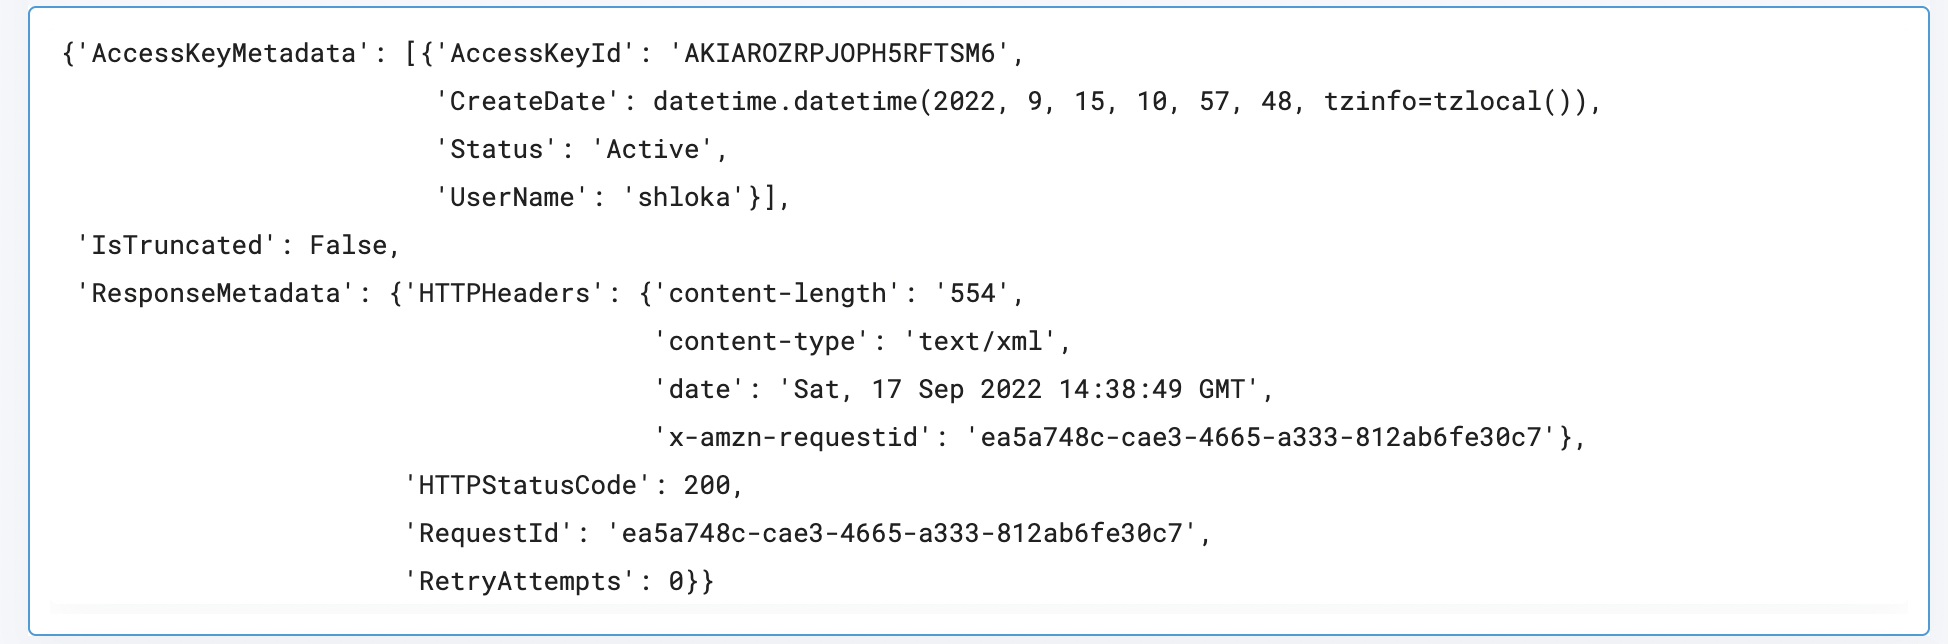 {'AccessKeyMetadata': [{'AccessKeyId': 'AKIAROZRPJOPH5RFTSM6',
'CreateDate': datetime.datetime(2022, 9, 15, 10, 57, 48, tzinfo=tzlocal()),
'Status': 'Active',
'UserName': 'shloka'}],
'IsTruncated': False,
'ResponseMetadata': {'HTTPHeaders': {'content-length': '554',
'content-type': 'text/xml',
'date': 'Sat, 17 Sep 2022 14:38:49 GMT',
'x-amzn-requestid': 'ea5a748c-cae3-4665-a333-812ab6fe30c7'},
'HTTPStatusCode': 200,
'RequestId': 'ea5a748c-cae3-4665-a333-812ab6fe30c7',
'RetryAttempts': 0}}